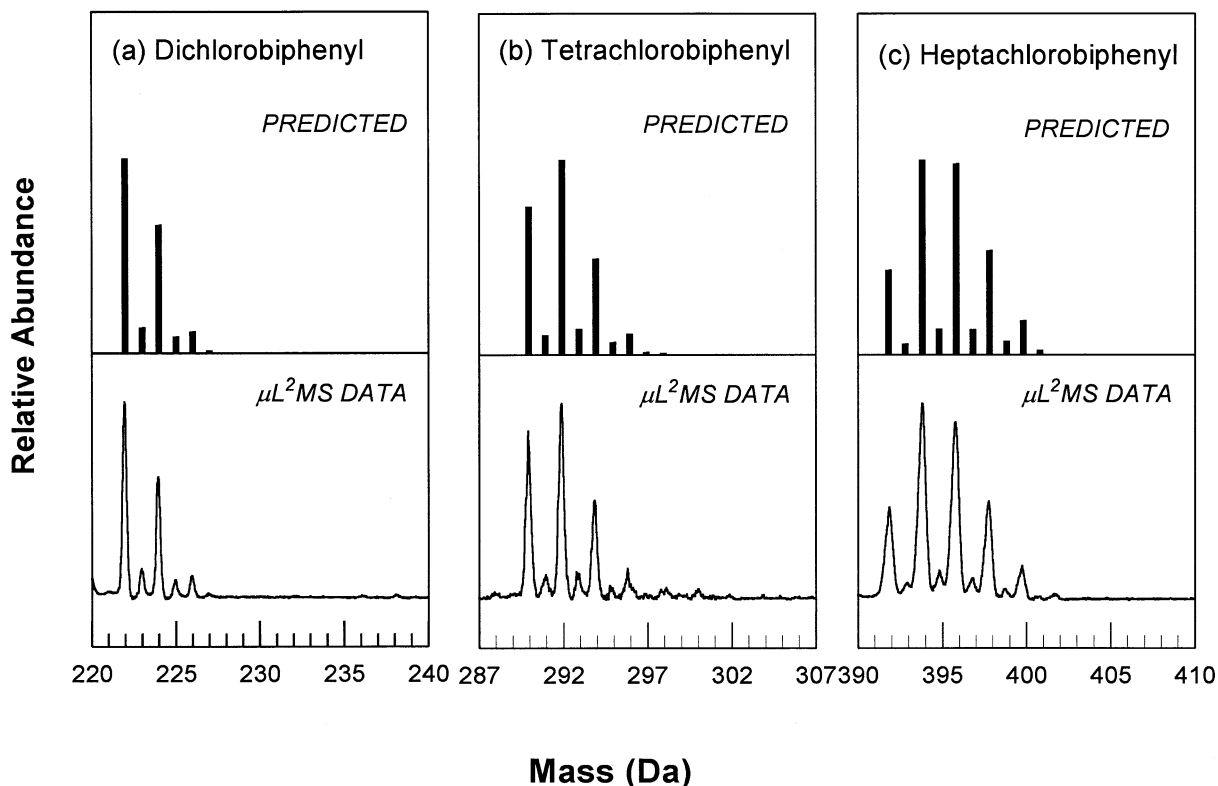 (a) Dichlorobiphenyl
PREDICTED
μL²MS DATA
220 225 230 235 240
(b) Tetrachlorobiphenyl
PREDICTED
μL²MS DATA
287 292 297 302 307
(c) Heptachlorobiphenyl
PREDICTED
μL²MS DATA
390 395 400 405 410
Relative Abundance
Mass (Da)